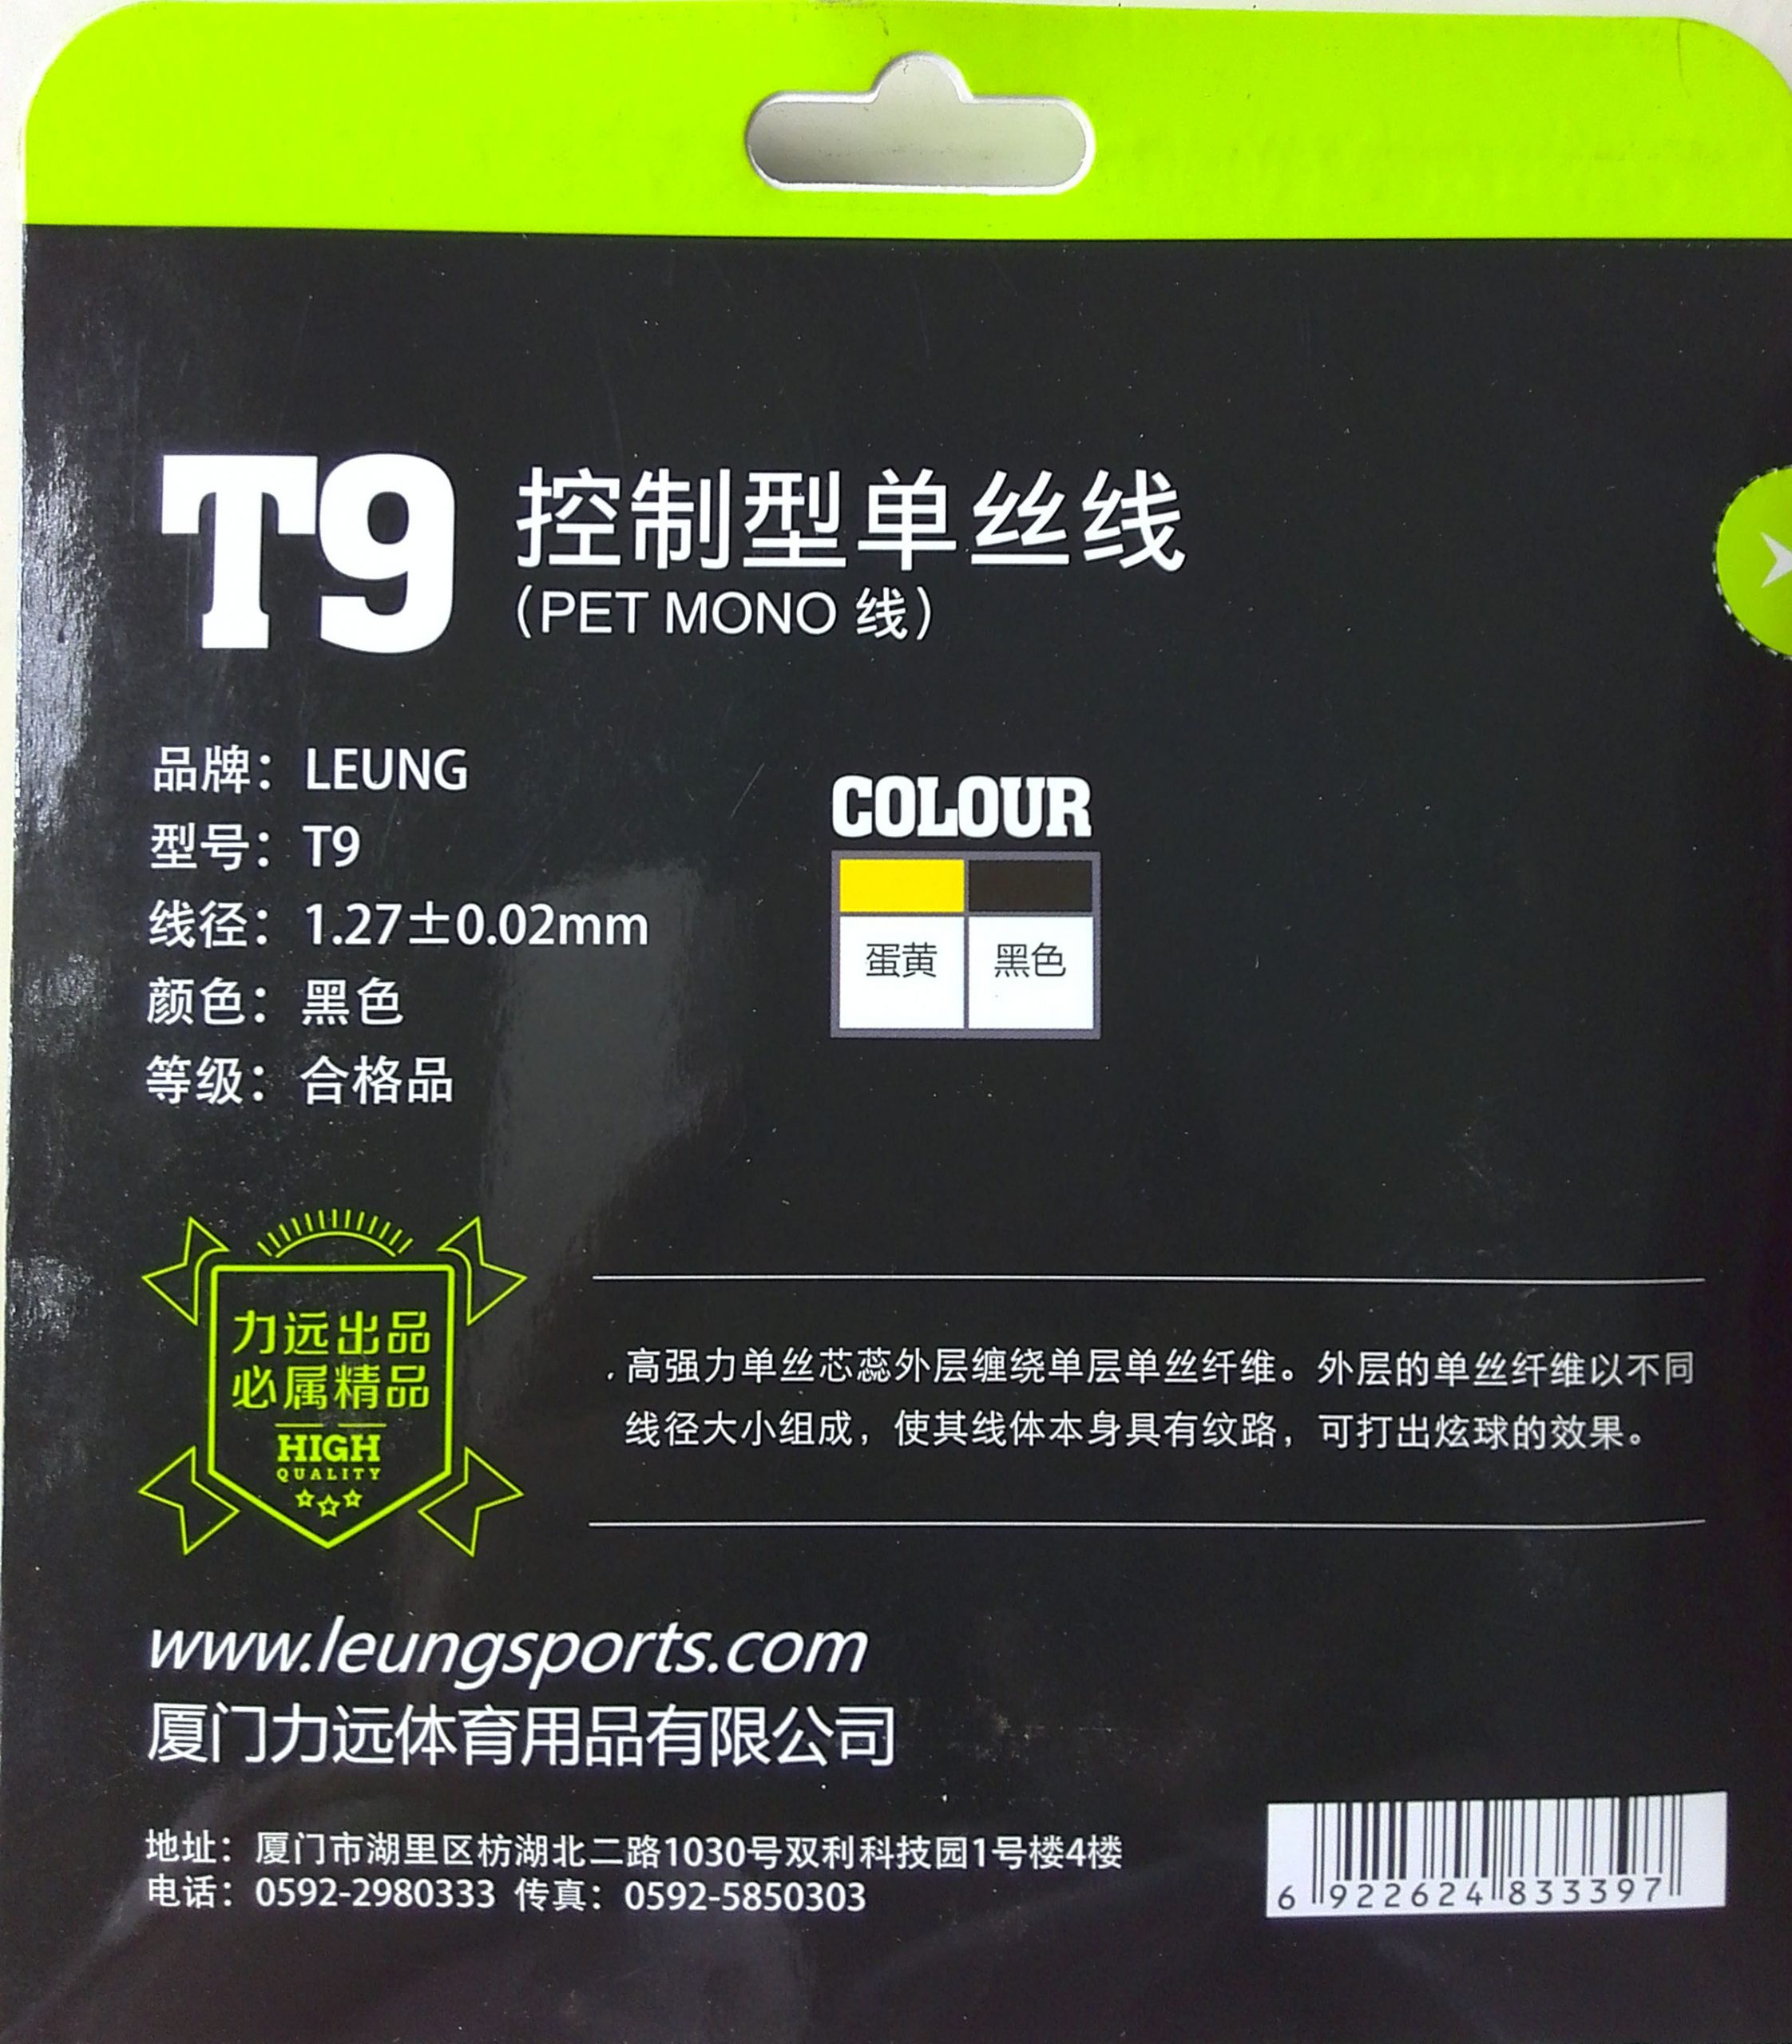 T9 控制型单丝线
(PET MONO 线)
品牌：LEUNG
型号：T9
线径：1.27±0.02mm
颜色：黑色
等级：合格品
COLOUR
蛋黄 黑色
力远出品
必属精品
HIGH
QUALITY
高强力单丝芯蕊外层缠绕单层单丝纤维。外层的单丝纤维以不同
线径大小组成，使其线体本身具有纹路，可打出炫球的效果。
www.leungsports.com
厦门力远体育用品有限公司
地址：厦门市湖里区枋湖北二路1030号双利科技园1号楼4楼
电话：0592-2980333 传真：0592-5850303
6 922624 833397